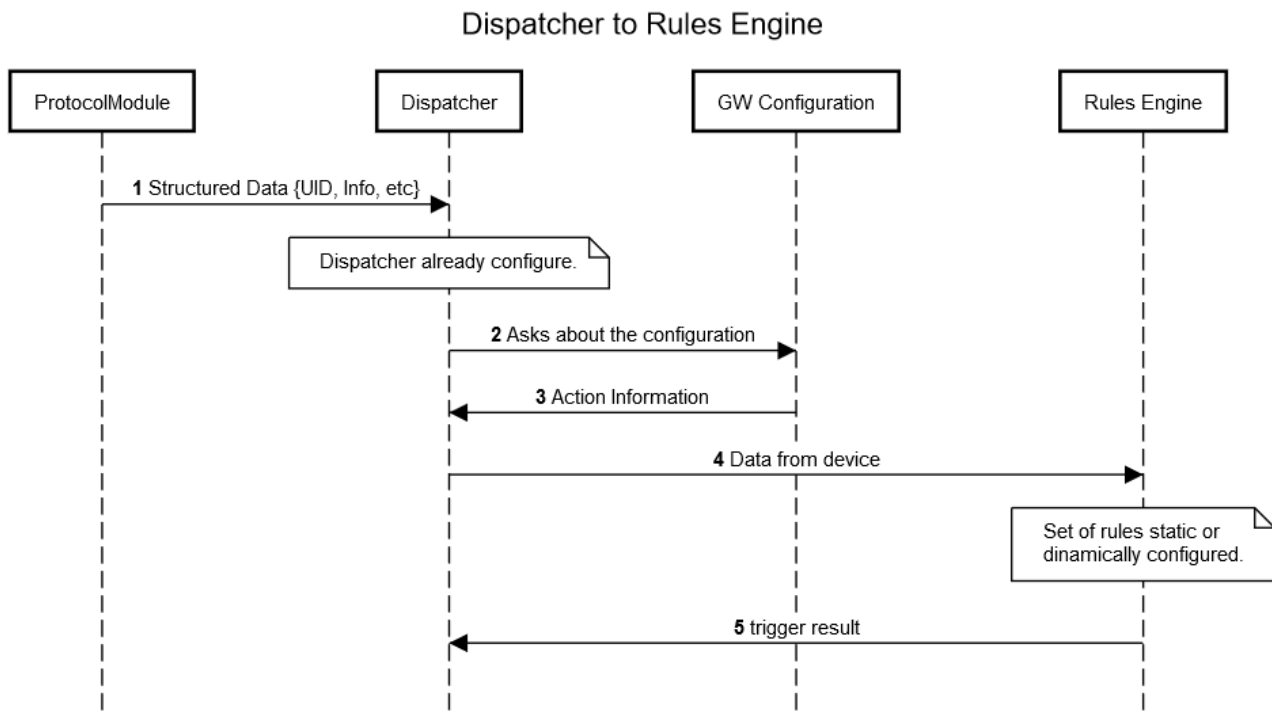 Dispatcher to Rules Engine
ProtocolModule
Dispatcher
GW Configuration
Rules Engine
1 Structured Data {UID, Info, etc}
Dispatcher already configure.
2 Asks about the configuration
3 Action Information
4 Data from device
Set of rules static or
dinamically configured.
5 trigger result